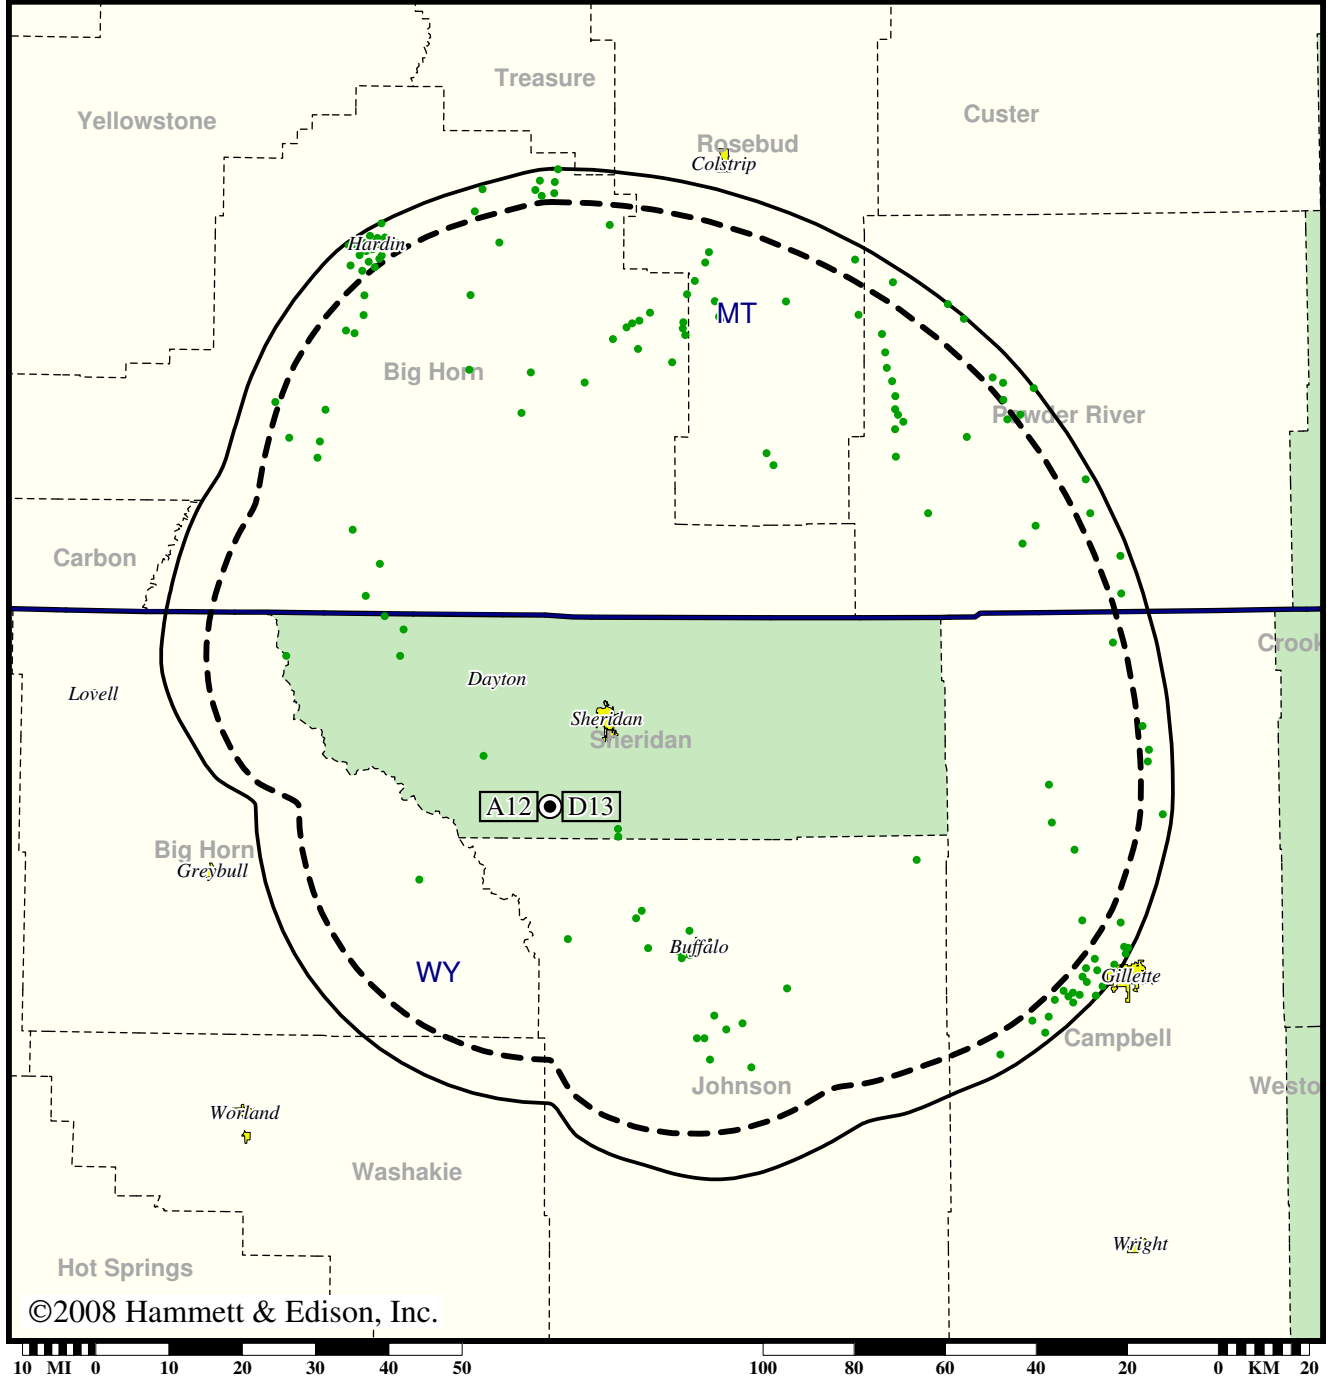 Treasure
Yellowstone
Custer
Rosebud
Colstrip
Hardin
MT
Big Horn
Powder River
Carbon
Crook
Dayton
Lovell
Sheridan
Sheridan
A12 D13
Big Horn
Greybull
Buffalo
WY
Gillette
Campbell
Johnson
Westo
Worland
Washakie
Wright
Hot Springs
©2008 Hammett & Edison, Inc.
10 MI 0 10 20 30 40 50 100 80 60 40 20 0 KM 20